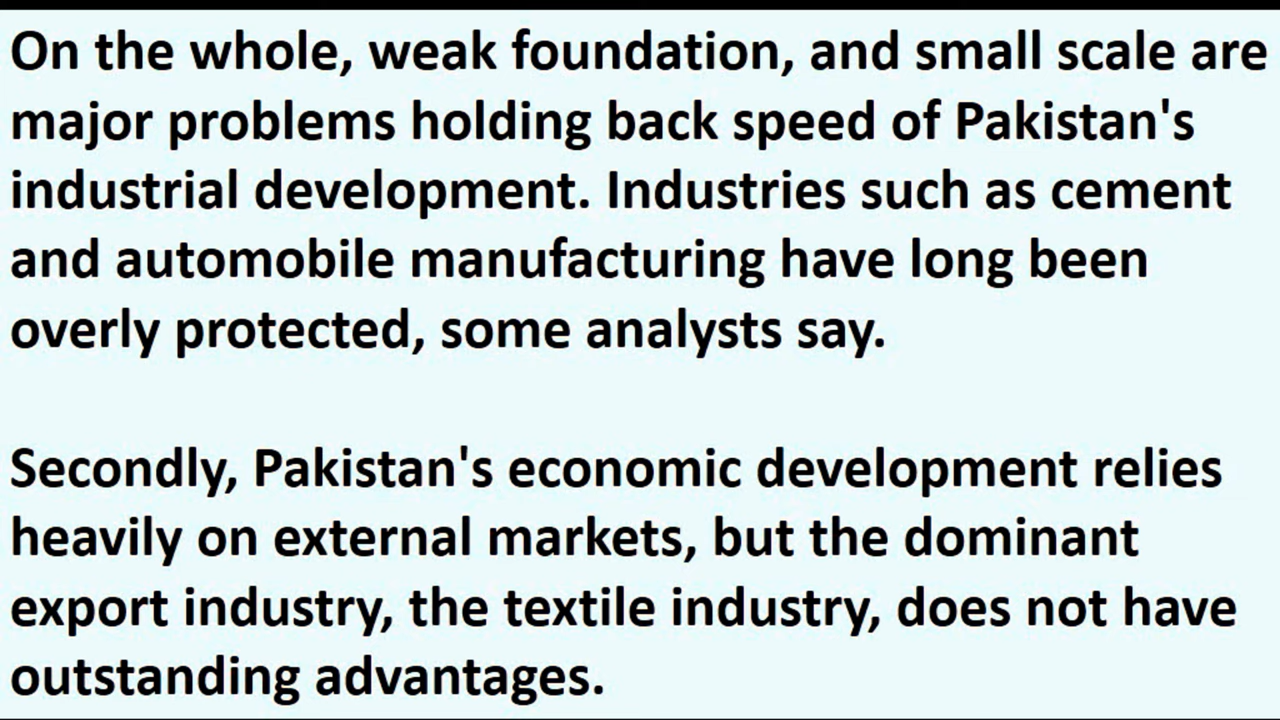 On the whole, weak foundation, and small scale are
major problems holding back speed of Pakistan's
industrial development. Industries such as cement
and automobile manufacturing have long been
overly protected, some analysts say.
Secondly, Pakistan's economic development relies
heavily on external markets, but the dominant
export industry, the textile industry, does not have
outstanding advantages.